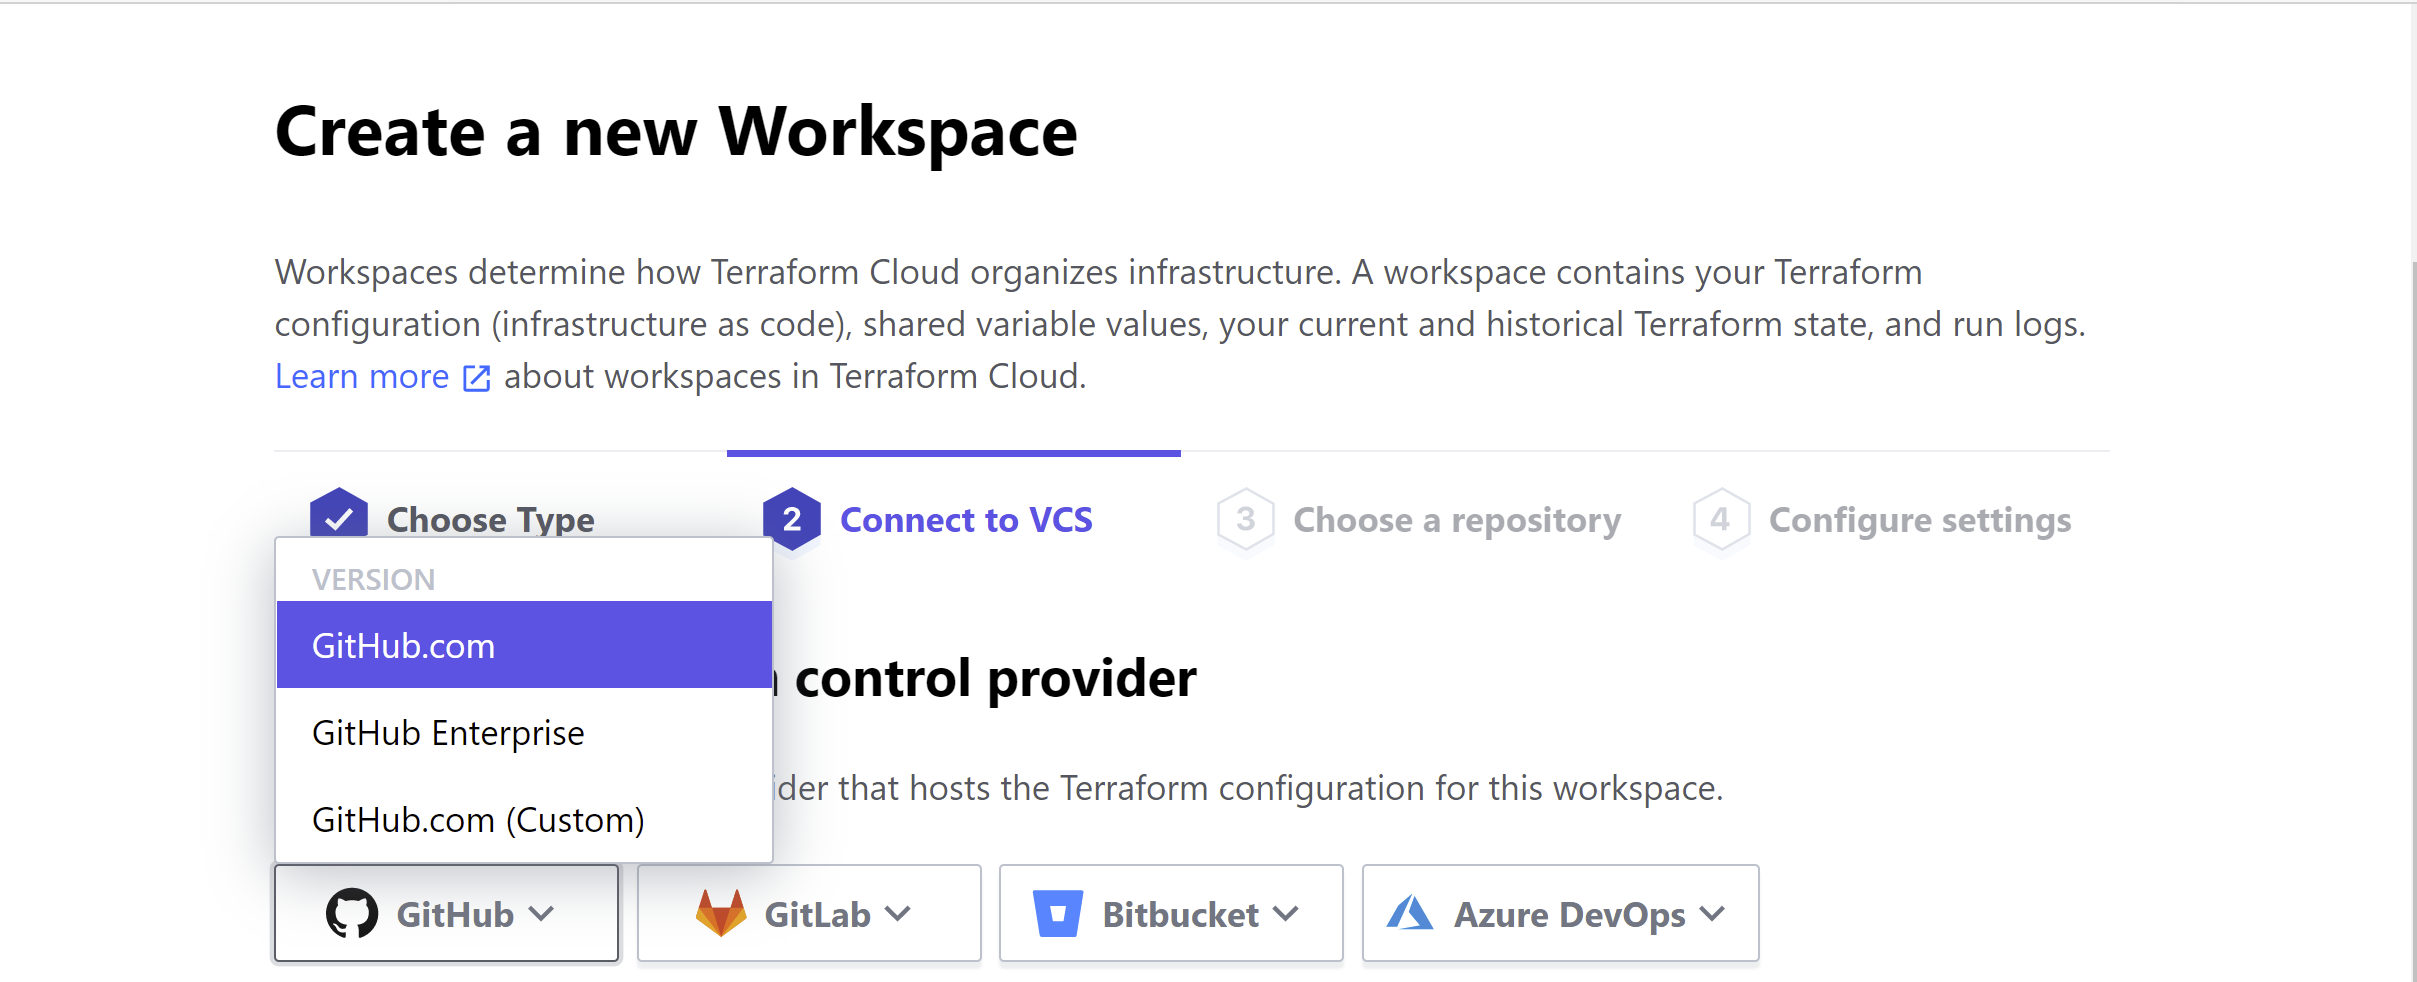 Create a new Workspace
Workspaces determine how Terraform Cloud organizes infrastructure. A workspace contains your Terraform
configuration (infrastructure as code), shared variable values, your current and historical Terraform state, and run logs.
Learn more about workspaces in Terraform Cloud.
Choose Type
2 Connect to VCS
3 Choose a repository
4 Configure settings
VERSION
GitHub.com
GitHub Enterprise
GitHub.com (Custom)
control provider
that hosts the Terraform configuration for this workspace.
GitHub
GitLab
Bitbucket
Azure DevOps